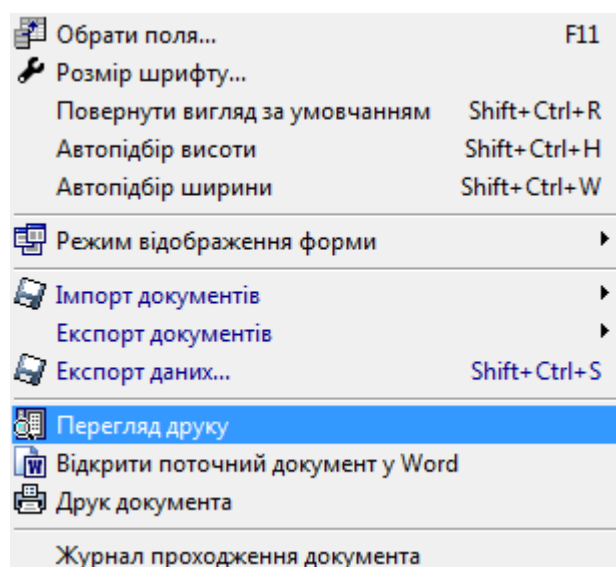 Обрати поля... F11
Розмір шрифту...
Повернути вигляд за умовчанням Shift+Ctrl+R
Автопідбір висоти Shift+Ctrl+H
Автопідбір ширини Shift+Ctrl+W
Режим відображення форми
Імпорт документів
Експорт документів
Експорт даних... Shift+Ctrl+S
Перегляд друку
Відкрити поточний документ у Word
Друк документа
Журнал проходження документа